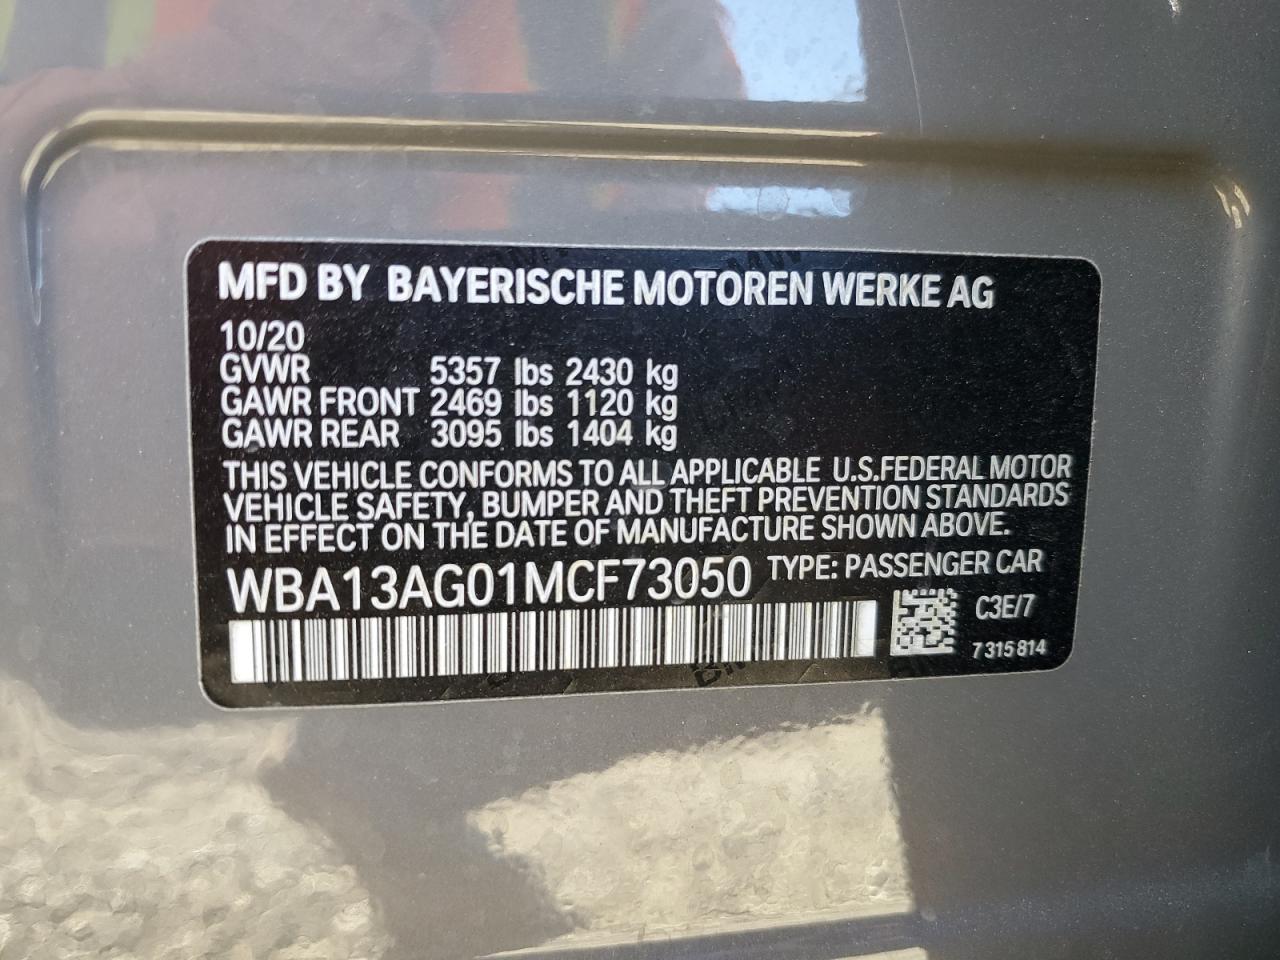 MFD BY BAYERISCHE MOTOREN WERKE AG
10/20
GVWR 5357 lbs 2430 kg
GAWR FRONT 2469 lbs 1120 kg
GAWR REAR 3095 lbs 1404 kg
THIS VEHICLE CONFORMS TO ALL APPLICABLE U.S.FEDERAL MOTOR
VEHICLE SAFETY, BUMPER AND THEFT PREVENTION STANDARDS
IN EFFECT ON THE DATE OF MANUFACTURE SHOWN ABOVE.
WBA13AG01MCF73050 TYPE: PASSENGER CAR
C3E/7
7 315 814